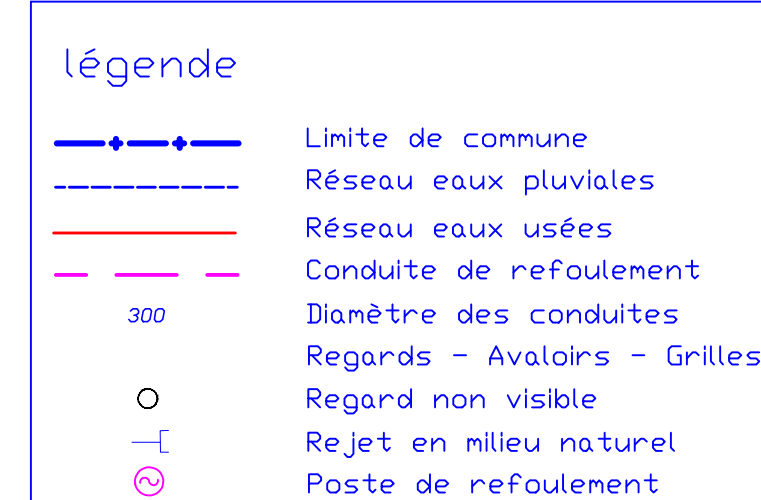 légende
Limite de commune
Réseau eaux pluviales
Réseau eaux usées
Conduite de refoulement
300 Diamètre des conduites
Regards - Avaloirs - Grilles
Regard non visible
Rejet en milieu naturel
Poste de refoulement